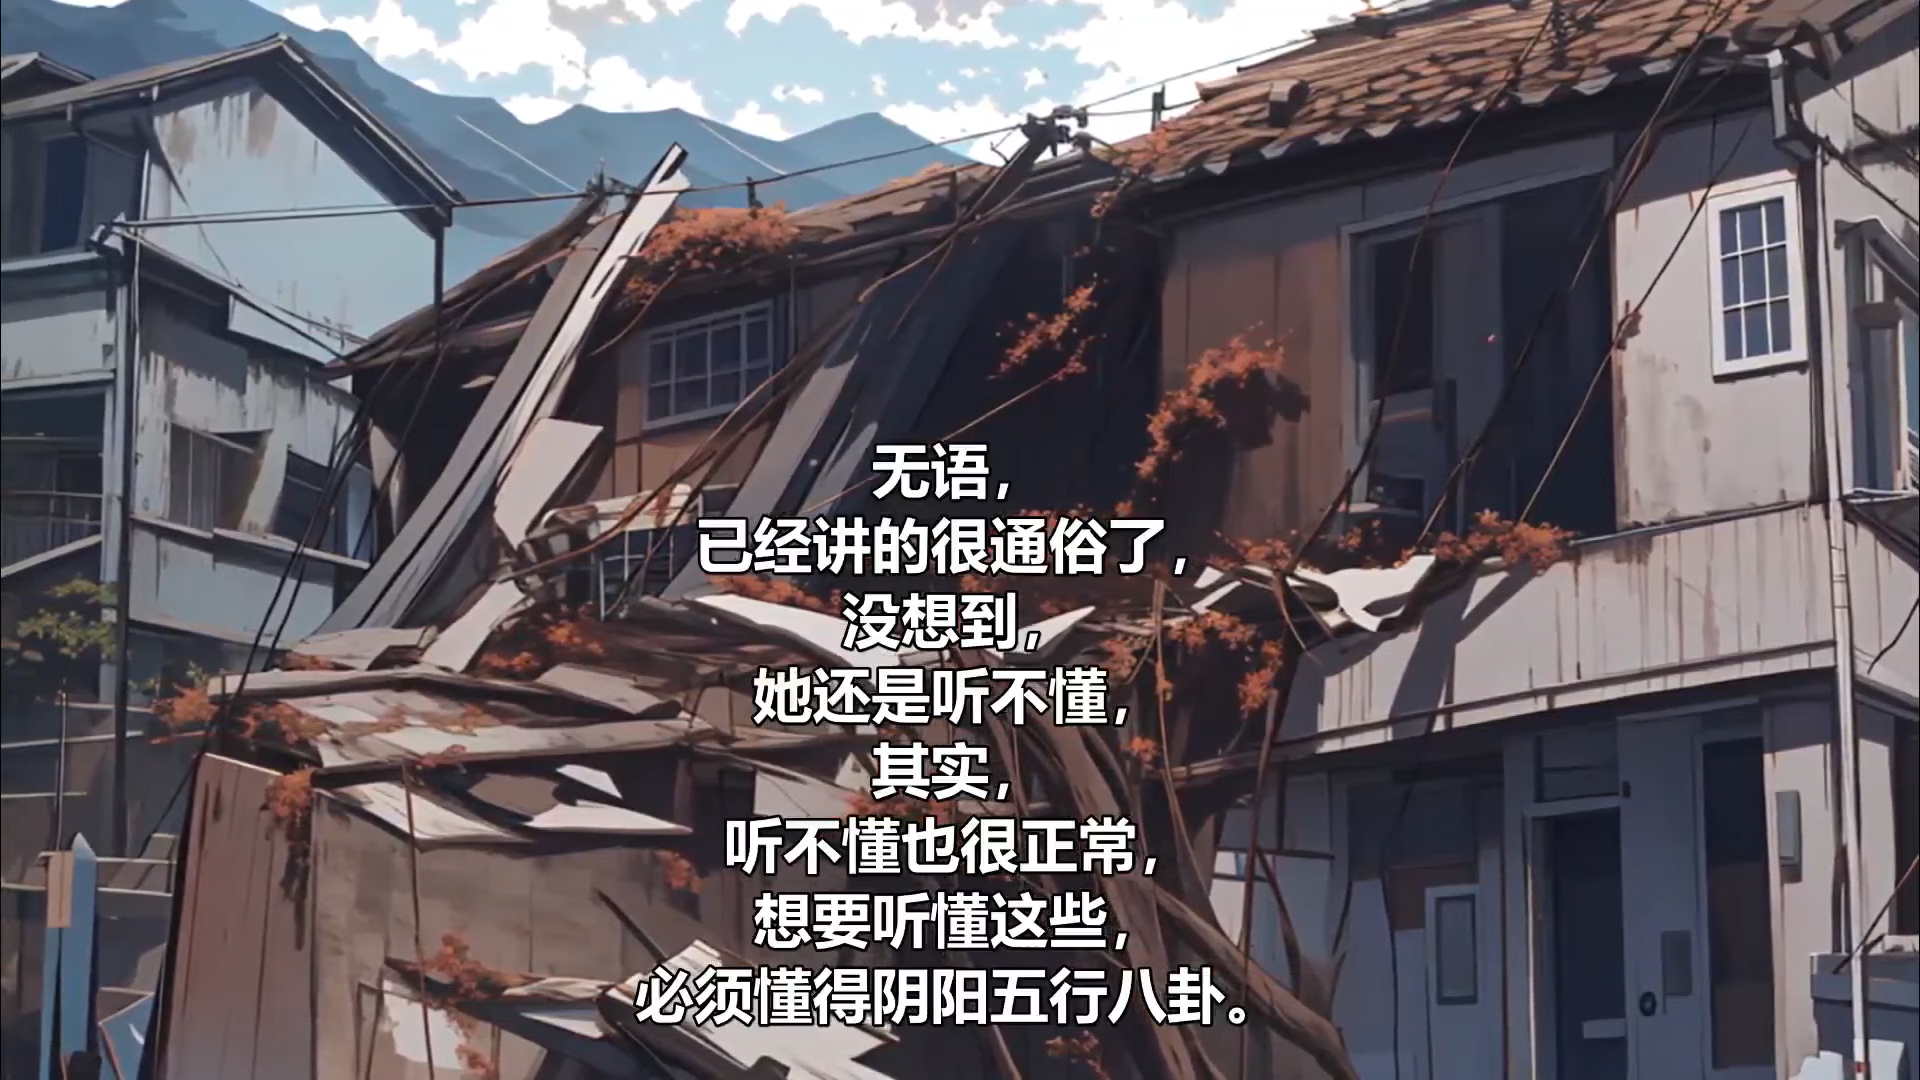 无语，
已经讲的很通俗了，
没想到，
她还是听不懂，
其实，
听不懂也很正常，
想要听懂这些，
必须懂得阴阳五行八卦。